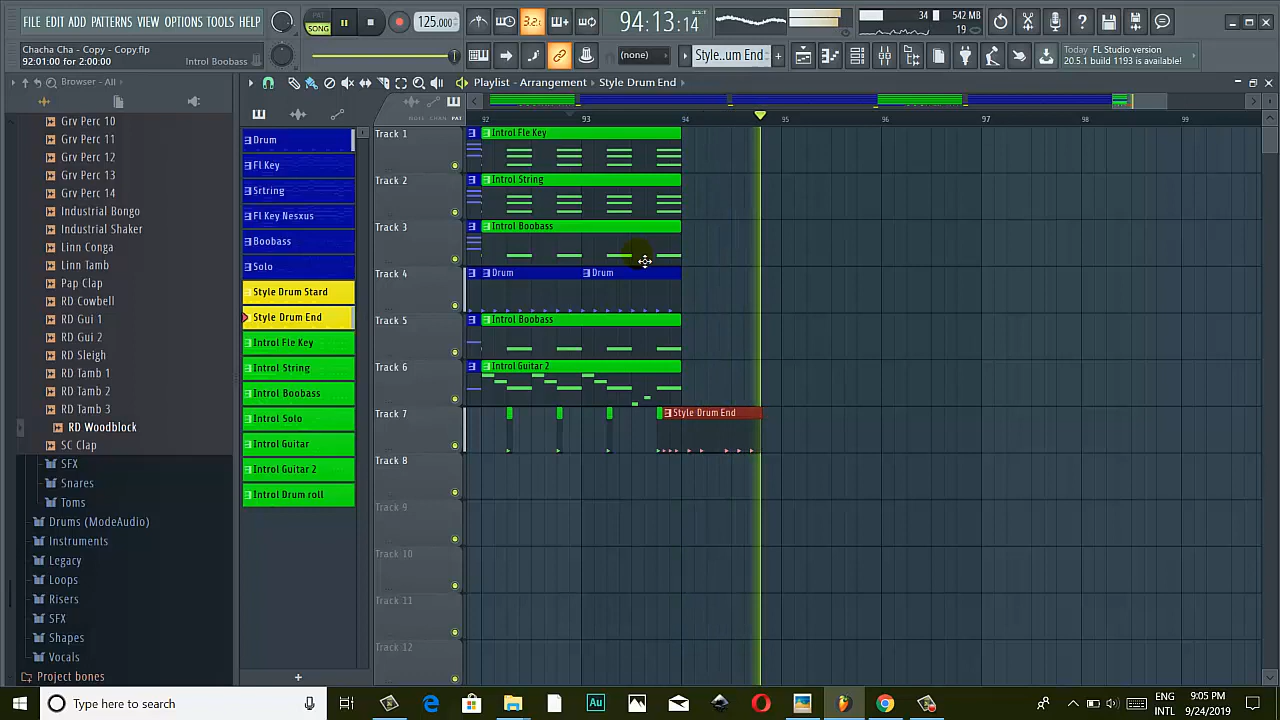 FILE EDIT ADD PATTERNS VIEW OPTIONS TOOLS HELP
PAT
SONG
125.000
3.2.
94:13:14
34
542 MB
19
Chacha Cha - Copy - Copy.flp
92:01:00 for 2:00:00
Introl Boobass
(none)
Style..um End
Today FL Studio version
20.5.1 build 1193 is available!
Browser - All
Playlist - Arrangement
Style Drum End
MUTE CHAN PAT
92 93 94 95 96 97 98 99
Grv Perc 10
Grv Perc 11
Grv Perc 12
Grv Perc 13
Grv Perc 14
Industrial Bongo
Industrial Shaker
Linn Conga
Linn Tamb
Pap Clap
RD Cowbell
RD Gui 1
RD Gui 2
RD Sleigh
RD Tamb 1
RD Tamb 2
RD Tamb 3
RD Woodblock
SC Clap
SFX
Snares
Toms
Drums (ModeAudio)
Instruments
Legacy
Loops
Risers
SFX
Shapes
Vocals
Project bones
Drum
Fl Key
Srtring
Fl Key Nesxus
Boobass
Solo
Style Drum Stard
Style Drum End
Introl Fle Key
Introl String
Introl Boobass
Introl Solo
Introl Guitar
Introl Guitar 2
Introl Drum roll
Track 1
Introl Fle Key
Track 2
Introl String
Track 3
Introl Boobass
Track 4
Drum
Drum
Track 5
Introl Boobass
Track 6
Introl Guitar 2
Track 7
Style Drum End
Track 8
Track 9
Track 10
Track 11
Track 12
Type here to search
Au
ENG
INTL
9:05 PM
9/24/2019